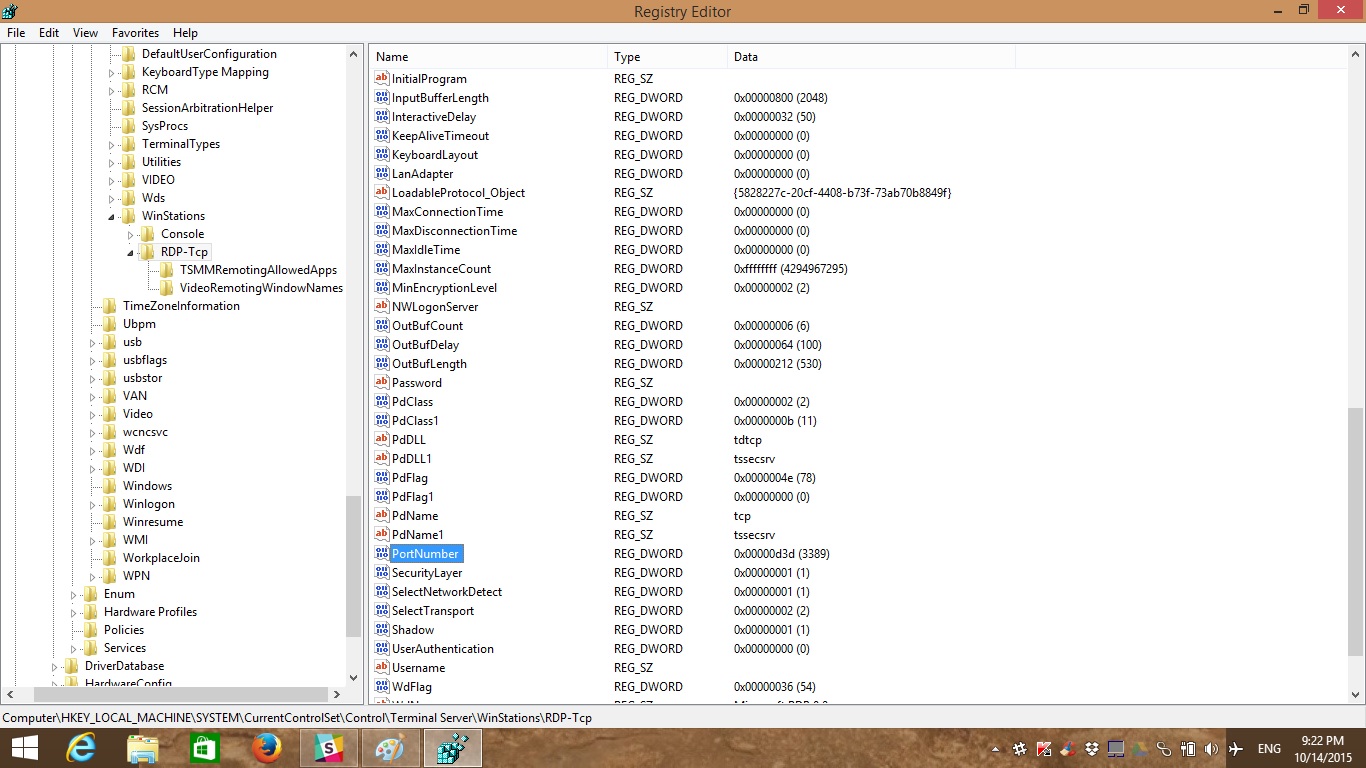 Registry Editor
File Edit View Favorites Help
DefaultUserConfiguration
KeyboardType Mapping
RCM
SessionArbitrationHelper
SysProcs
TerminalTypes
Utilities
VIDEO
Wds
WinStations
Console
RDP-Tcp
TSMMRemotingAllowedApps
VideoRemotingWindowNames
TimeZoneInformation
Ubpm
usb
usbflags
usbstor
VAN
Video
wcncsvc
Wdf
WDI
Windows
Winlogon
Winresume
WMI
WorkplaceJoin
WPN
Enum
Hardware Profiles
Policies
Services
DriverDatabase
HardwareConfig
Name Type Data
InitialProgram REG_SZ
InputBufferLength REG_DWORD 0x00000800 (2048)
InteractiveDelay REG_DWORD 0x00000032 (50)
KeepAliveTimeout REG_DWORD 0x00000000 (0)
KeyboardLayout REG_DWORD 0x00000000 (0)
LanAdapter REG_DWORD 0x00000000 (0)
LoadableProtocol_Object REG_SZ {5828227c-20cf-4408-b73f-73ab70b8849f}
MaxConnectionTime REG_DWORD 0x00000000 (0)
MaxDisconnectionTime REG_DWORD 0x00000000 (0)
MaxIdleTime REG_DWORD 0x00000000 (0)
MaxInstanceCount REG_DWORD 0xffffffff (4294967295)
MinEncryptionLevel REG_DWORD 0x00000002 (2)
NWLogonServer REG_SZ
OutBufCount REG_DWORD 0x00000006 (6)
OutBufDelay REG_DWORD 0x00000064 (100)
OutBufLength REG_DWORD 0x00000212 (530)
Password REG_SZ
PdClass REG_DWORD 0x00000002 (2)
PdClass1 REG_DWORD 0x0000000b (11)
PdDLL REG_SZ tdtcp
PdDLL1 REG_SZ tssecsrv
PdFlag REG_DWORD 0x0000004e (78)
PdFlag1 REG_DWORD 0x00000000 (0)
PdName REG_SZ tcp
PdName1 REG_SZ tssecsrv
PortNumber REG_DWORD 0x00000d3d (3389)
SecurityLayer REG_DWORD 0x00000001 (1)
SelectNetworkDetect REG_DWORD 0x00000001 (1)
SelectTransport REG_DWORD 0x00000002 (2)
Shadow REG_DWORD 0x00000001 (1)
UserAuthentication REG_DWORD 0x00000000 (0)
Username REG_SZ
WdFlag REG_DWORD 0x00000036 (54)
Computer\HKEY_LOCAL_MACHINE\SYSTEM\CurrentControlSet\Control\Terminal Server\WinStations\RDP-Tcp
ENG
9:22 PM
10/14/2015